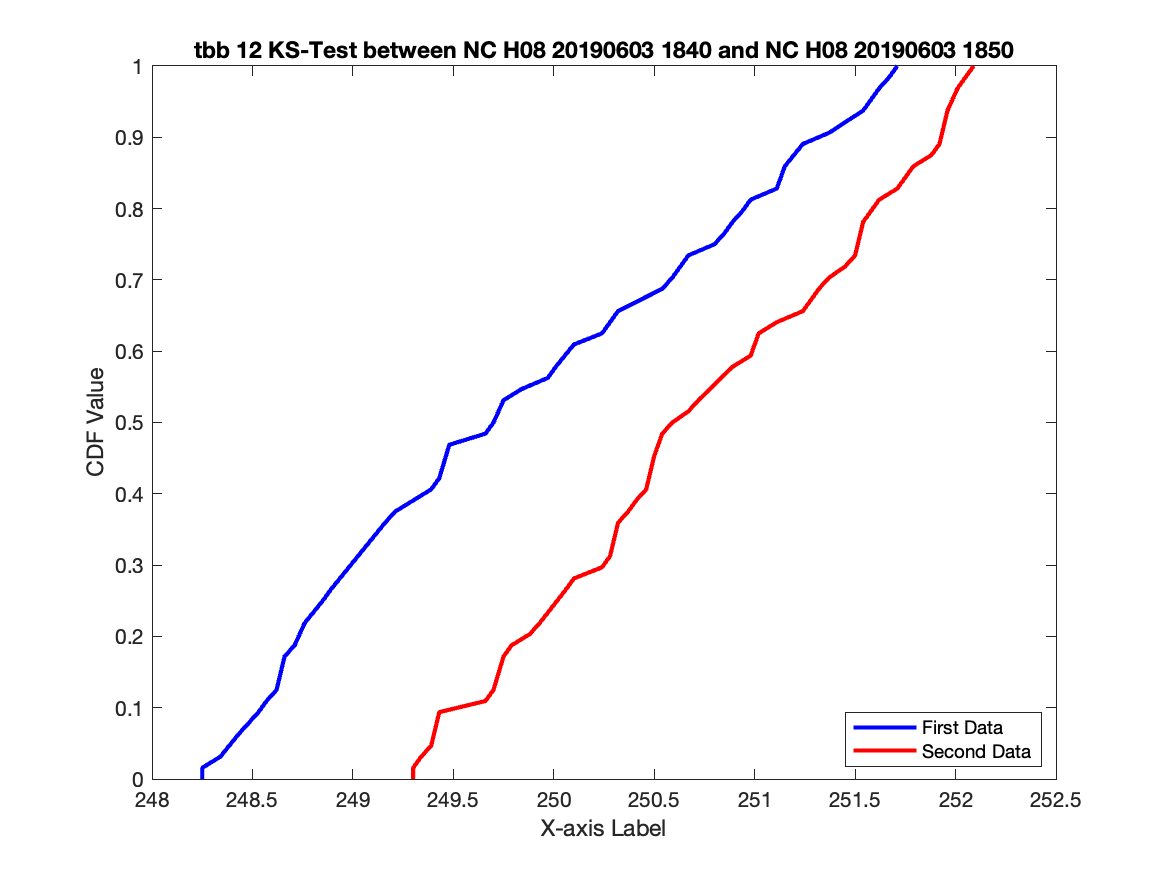 tbb 12 KS-Test between NC H08 20190603 1840 and NC H08 20190603 1850
1
0.9
0.8
0.7
0.6
0.5
0.4
0.3
0.2
0.1
0
CDF Value
First Data
Second Data
248 248.5 249 249.5 250 250.5 251 251.5 252 252.5
X-axis Label